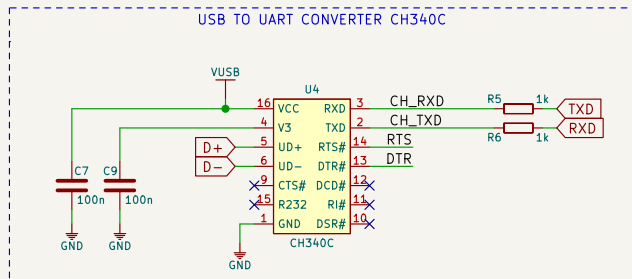 USB TO UART CONVERTER CH340C
VUSB
U4
16 VCC RXD 3 CH_RXD R5 1k TXD
4 V3 TXD 2 CH_TXD R6 1k RXD
D+ 5 UD+ RTS# 14 RTS
D- 6 UD- DTR# 13 DTR
C7 100n C9 100n
9 CTS# DCD# 12
15 R232 RI# 11
1 GND DSR# 10
CH340C
GND GND
GND